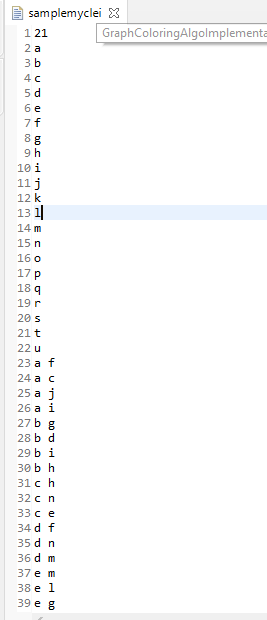 samplemyclei
GraphColoringAlgoImplementa
1 21
2 a
3 b
4 c
5 d
6 e
7 f
8 g
9 h
10 i
11 j
12 k
13 l
14 m
15 n
16 o
17 p
18 q
19 r
20 s
21 t
22 u
23 a f
24 a c
25 a j
26 a i
27 b g
28 b d
29 b i
30 b h
31 c h
32 c n
33 c e
34 d f
35 d n
36 d m
37 e m
38 e l
39 e g